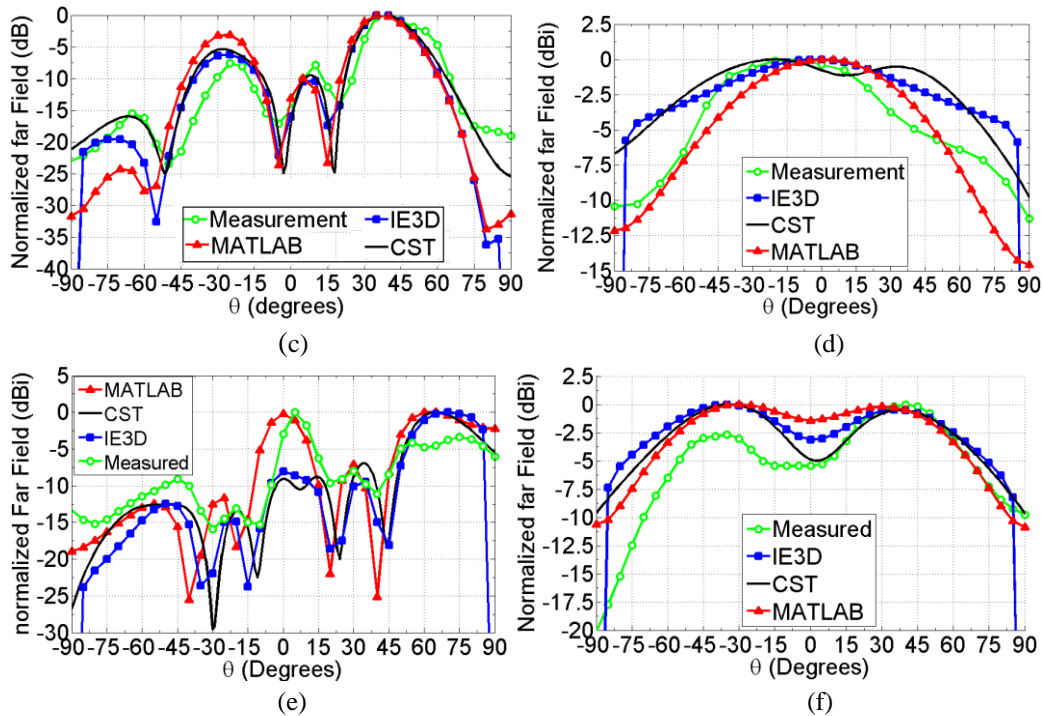 Normalized far Field (dB)
0
-5
-10
-15
-20
-25
-30
-35
-40
Measurement
MATLAB
IE3D
CST
-90 -75 -60 -45 -30 -15 0 15 30 45 60 75 90
θ (degrees)
(c)
Normalized far Field (dBi)
2.5
0
-2.5
-5
-7.5
-10
-12.5
-15
Measurement
IE3D
CST
MATLAB
-90 -75 -60 -45 -30 -15 0 15 30 45 60 75 90
θ (Degrees)
(d)
normalized Far Field (dBi)
5
0
-5
-10
-15
-20
-25
-30
MATLAB
CST
IE3D
Measured
-90 -75 -60 -45 -30 -15 0 15 30 45 60 75 90
θ (Degrees)
(e)
Normalized far Field (dBi)
2.5
0
-2.5
-5
-7.5
-10
-12.5
-15
-17.5
-20
Measured
IE3D
CST
MATLAB
-90 -75 -60 -45 -30 -15 0 15 30 45 60 75 90
θ (Degrees)
(f)